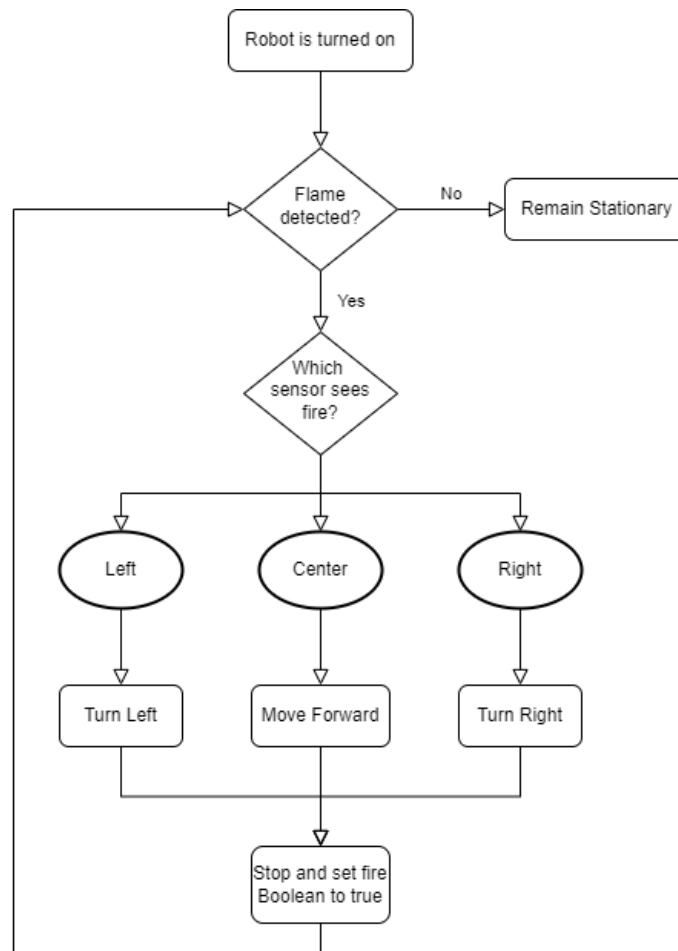 Robot is turned on
Flame
detected?
No
Remain Stationary
Yes
Which
sensor sees
fire?
Left
Center
Right
Turn Left
Move Forward
Turn Right
Stop and set fire
Boolean to true